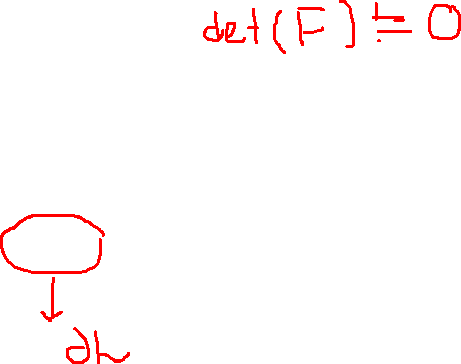 det(F) != 0
∂h